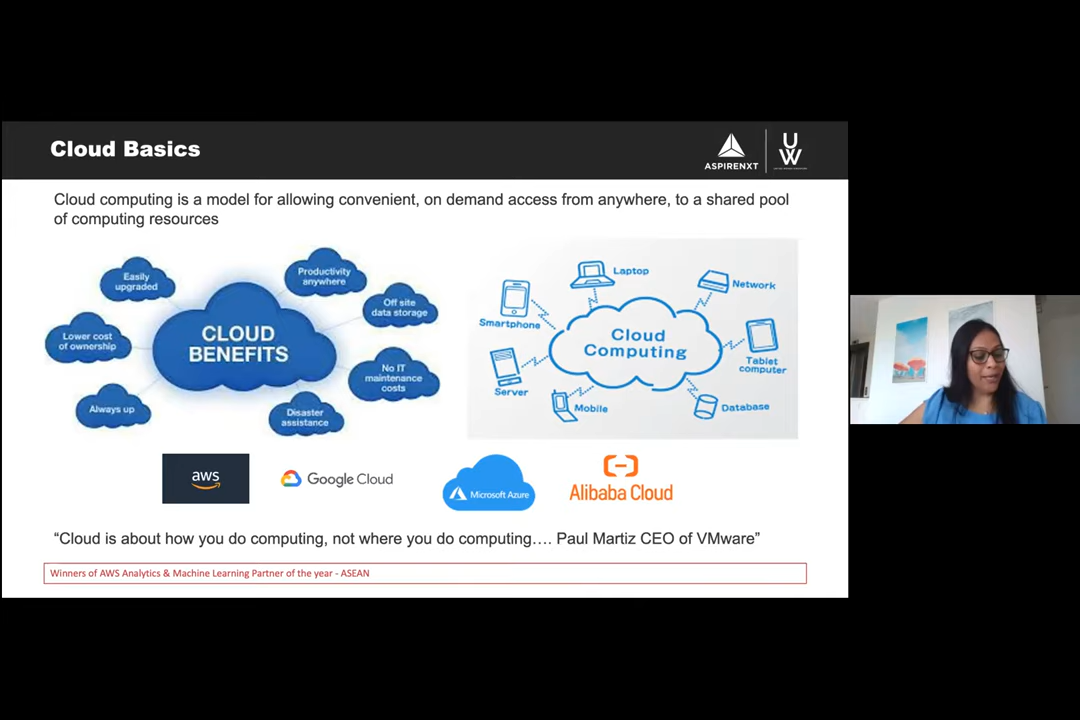 Cloud Basics
ASPIRENXT
UW
Cloud computing is a model for allowing convenient, on demand access from anywhere, to a shared pool
of computing resources
Easily
upgraded
Productivity
anywhere
Lower cost
of ownership
CLOUD
BENEFITS
Off site
data storage
No IT
maintenance
costs
Always up
Disaster
assistance
Laptop
Network
Smartphone
Cloud
Computing
Tablet
computer
Server
Mobile
Database
aws
Google Cloud
Microsoft Azure
Alibaba Cloud
“Cloud is about how you do computing, not where you do computing…. Paul Martiz CEO of VMware”
Winners of AWS Analytics & Machine Learning Partner of the year - ASEAN